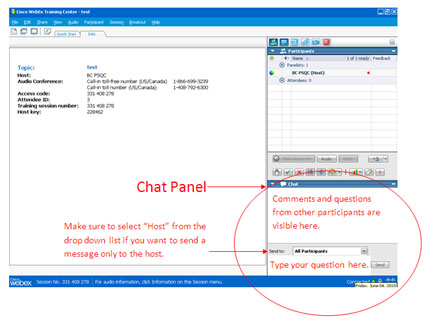 Cisco WebEx Training Center - test
File Edit Share View Audio Participant Session Breakout Help
Quick Start Info
Topic: test
Host: BC PSQC
Audio Conference: Call-in toll-free number (US/Canada) 1-866-699-3239
Call-in toll number (US/Canada) 1-408-792-6300
Access code: 331 408 278
Attendee ID: 3
Training session number: 331 408 278
Host key: 228462
Participants
Name 1 of 1 ready Feedback
Panelists: 1
BC PSQC (Host)
Attendees: 0
Make Presenter Audio
Chat
Chat Panel
Comments and questions
from other participants are
visible here.
Make sure to select "Host" from the
drop down list if you want to send a
message only to the host.
Send to: All Participants
Type your question here. Send
webex Session No. 331 408 278 For audio information, click Information on the Session menu. Connected
Friday, June 04, 2010